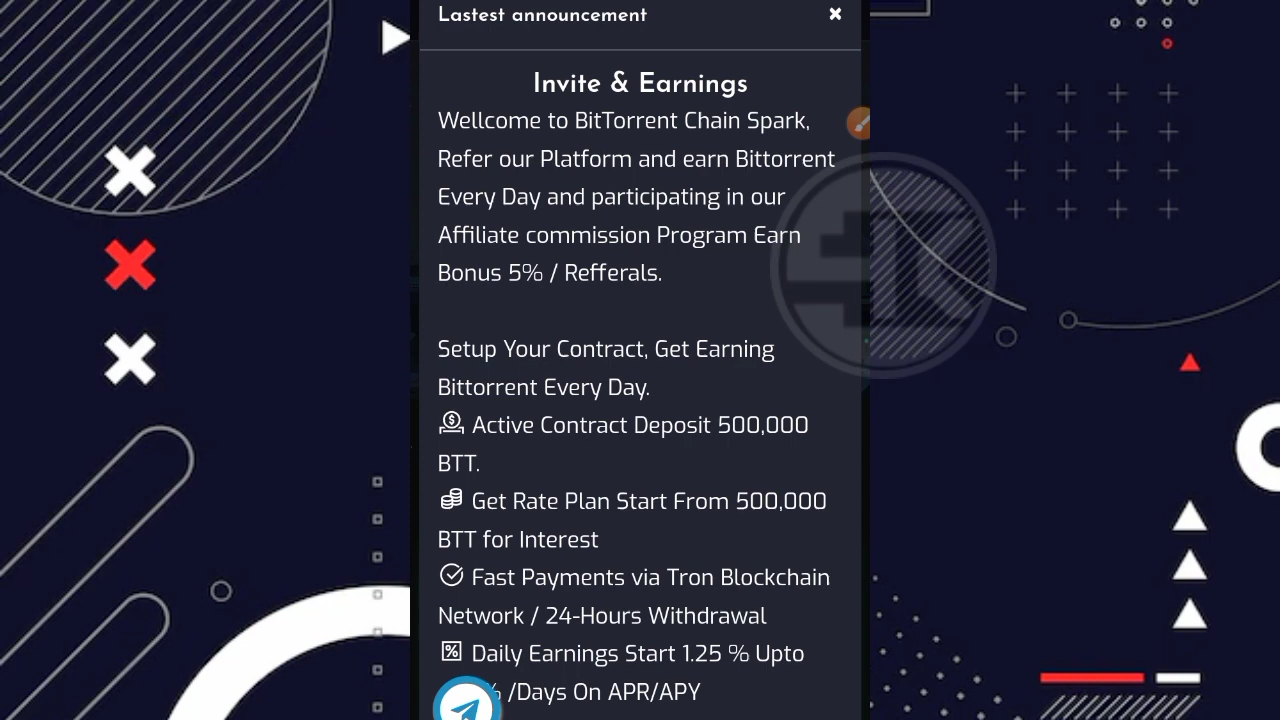 Lastest announcement
Invite & Earnings
Wellcome to BitTorrent Chain Spark,
Refer our Platform and earn Bittorrent
Every Day and participating in our
Affiliate commission Program Earn
Bonus 5% / Refferals.
Setup Your Contract, Get Earning
Bittorrent Every Day.
Active Contract Deposit 500,000
BTT.
Get Rate Plan Start From 500,000
BTT for Interest
Fast Payments via Tron Blockchain
Network / 24-Hours Withdrawal
Daily Earnings Start 1.25 % Upto
/Days On APR/APY